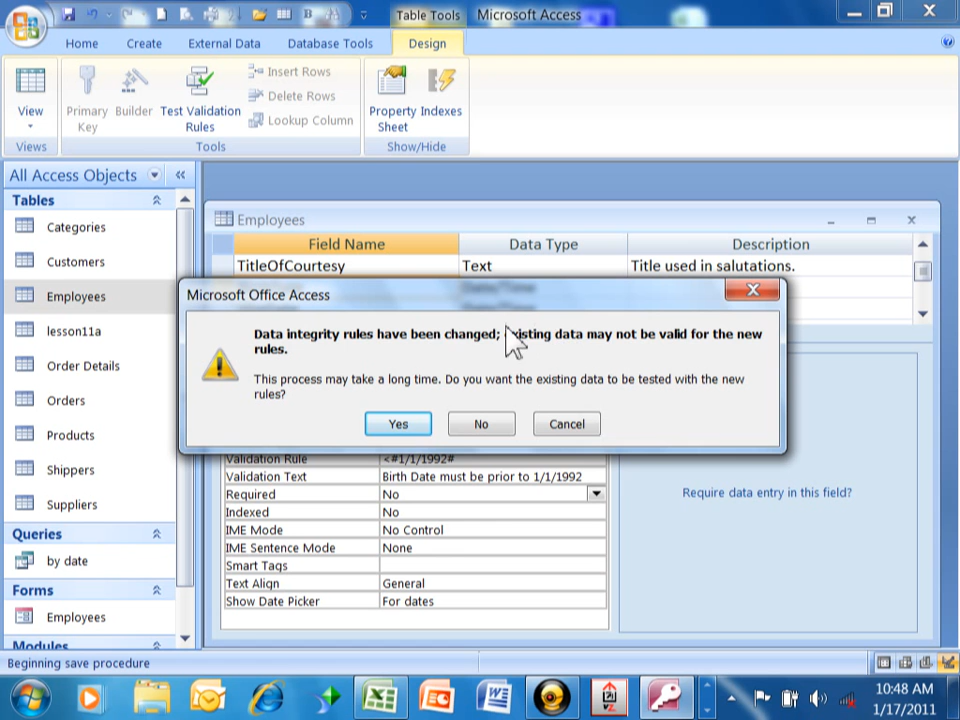 Table Tools Microsoft Access
Home Create External Data Database Tools Design
View
Primary Key
Builder
Test Validation Rules
Insert Rows
Delete Rows
Lookup Column
Property Sheet
Indexes
Views Tools Show/Hide
All Access Objects
Tables
Categories
Customers
Employees
lesson11a
Order Details
Orders
Products
Shippers
Suppliers
Queries
by date
Forms
Employees
Modules
Employees
Field Name Data Type Description
TitleOfCourtesy Text Title used in salutations.
Date/Time
Microsoft Office Access
Data integrity rules have been changed; existing data may not be valid for the new
rules.
This process may take a long time. Do you want the existing data to be tested with the new
rules?
Yes No Cancel
Validation Rule <#1/1/1992#
Validation Text Birth Date must be prior to 1/1/1992
Required No
Indexed No
IME Mode No Control
IME Sentence Mode None
Smart Tags
Text Align General
Show Date Picker For dates
Require data entry in this field?
Beginning save procedure
10:48 AM
1/17/2011